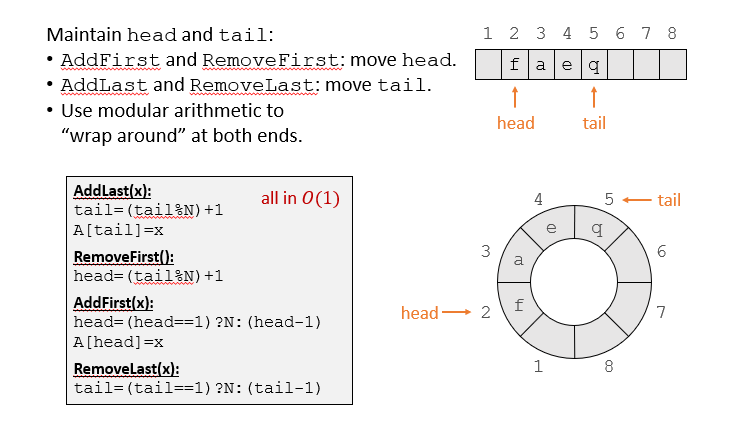 Maintain head and tail:
• AddFirst and RemoveFirst: move head.
• AddLast and RemoveLast: move tail.
• Use modular arithmetic to
“wrap around” at both ends.
1 2 3 4 5 6 7 8
f a e q
head tail
AddLast(x): all in O(1)
tail=(tail%N)+1
A[tail]=x
RemoveFirst():
head=(tail%N)+1
AddFirst(x):
head=(head==1)?N:(head-1)
A[head]=x
RemoveLast(x):
tail=(tail==1)?N:(tail-1)
4 5 tail
e q
3 6
a
f
head 2 7
1 8